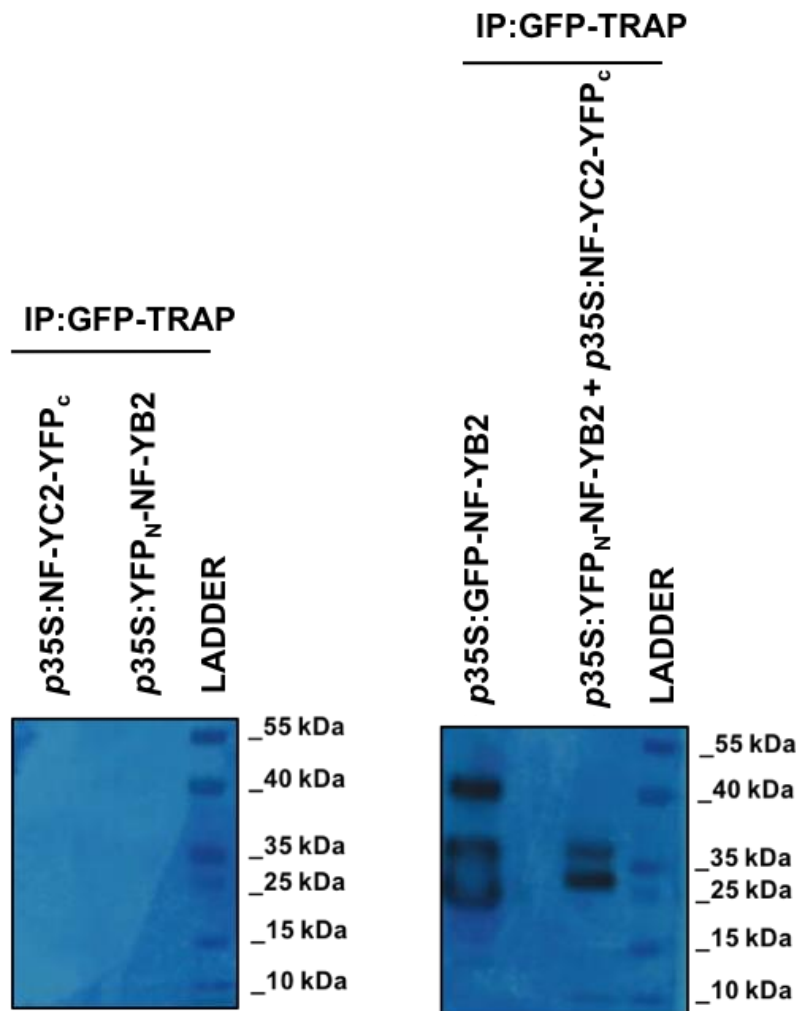 IP:GFP-TRAP
p35S:NF-YC2-YFPc
p35S:YFPN-NF-YB2
LADDER
_55 kDa
_40 kDa
_35 kDa
_25 kDa
_15 kDa
_10 kDa
IP:GFP-TRAP
p35S:GFP-NF-YB2
p35S:YFPN-NF-YB2 + p35S:NF-YC2-YFPc
LADDER
_55 kDa
_40 kDa
_35 kDa
_25 kDa
_15 kDa
_10 kDa